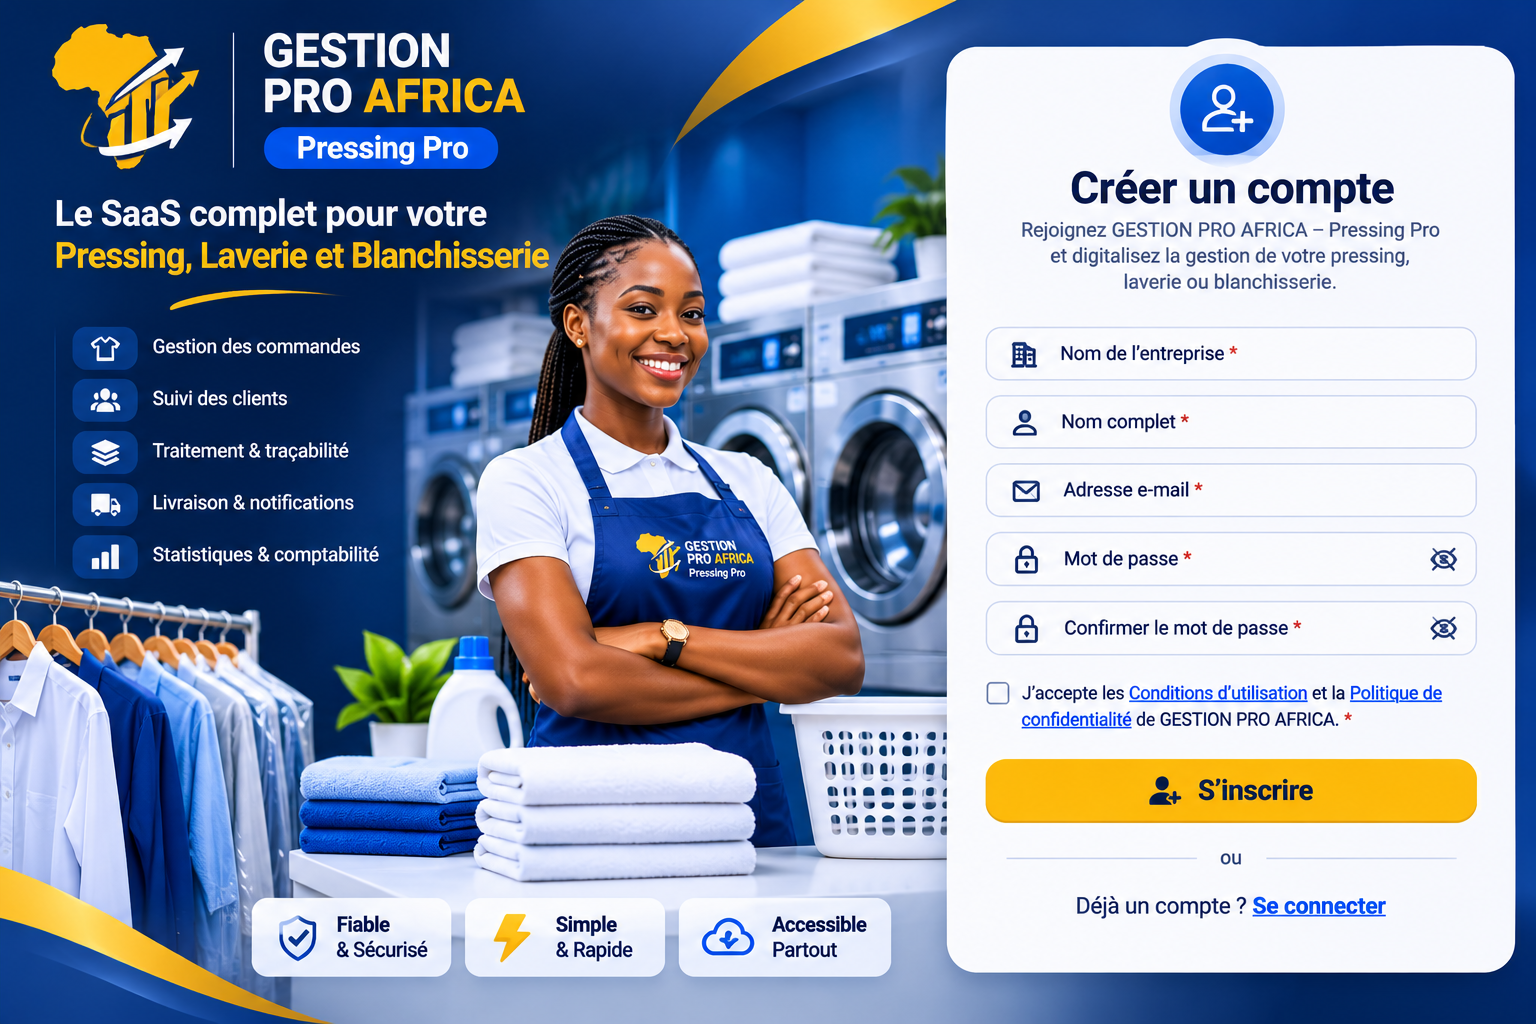 GESTION
PRO AFRICA
Pressing Pro
Le SaaS complet pour votre
Pressing, Laverie et Blanchisserie
Gestion des commandes
Suivi des clients
Traitement & traçabilité
Livraison & notifications
Statistiques & comptabilité
GESTION
PRO AFRICA
Pressing Pro
Fiable
& Sécurisé
Simple
& Rapide
Accessible
Partout
Créer un compte
Rejoignez GESTION PRO AFRICA – Pressing Pro
et digitalisez la gestion de votre pressing,
laverie ou blanchisserie.
Nom de l’entreprise *
Nom complet *
Adresse e-mail *
Mot de passe *
Confirmer le mot de passe *
J’accepte les Conditions d’utilisation et la Politique de
confidentialité de GESTION PRO AFRICA. *
S’inscrire
ou
Déjà un compte ? Se connecter